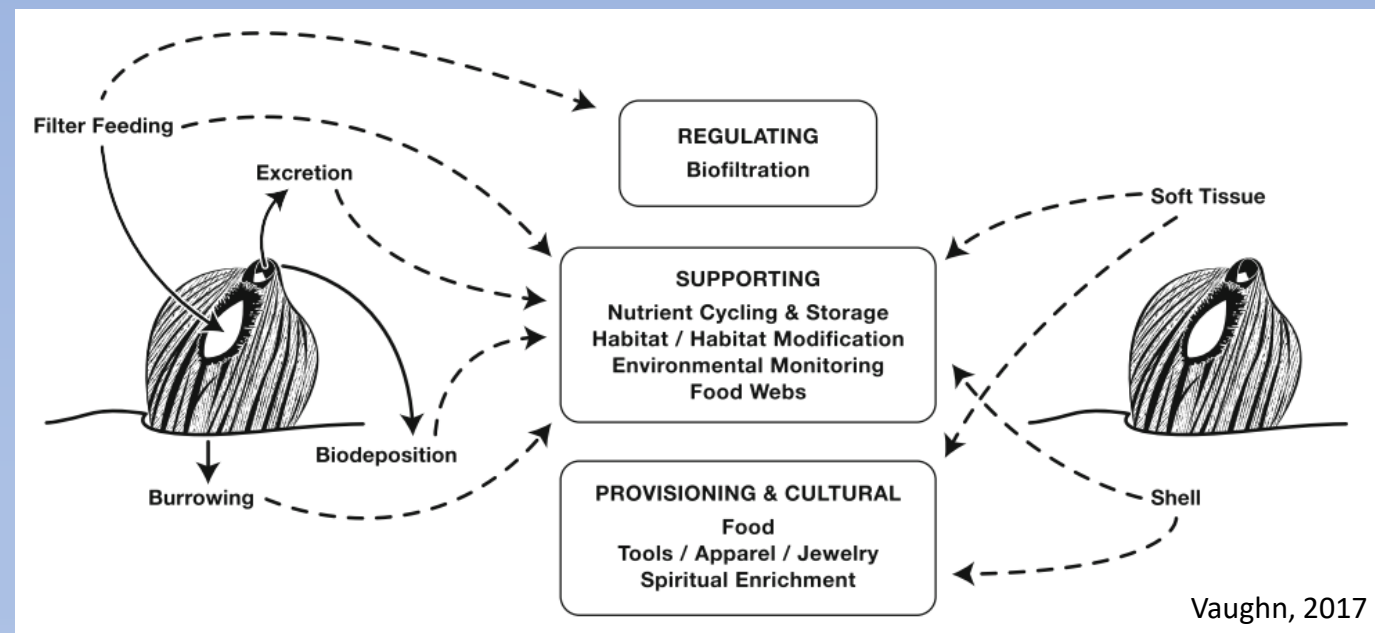 Filter Feeding
Excretion
Biodeposition
Burrowing
REGULATING
Biofiltration
SUPPORTING
Nutrient Cycling & Storage
Habitat / Habitat Modification
Environmental Monitoring
Food Webs
PROVISIONING & CULTURAL
Food
Tools / Apparel / Jewelry
Spiritual Enrichment
Soft Tissue
Shell
Vaughn, 2017